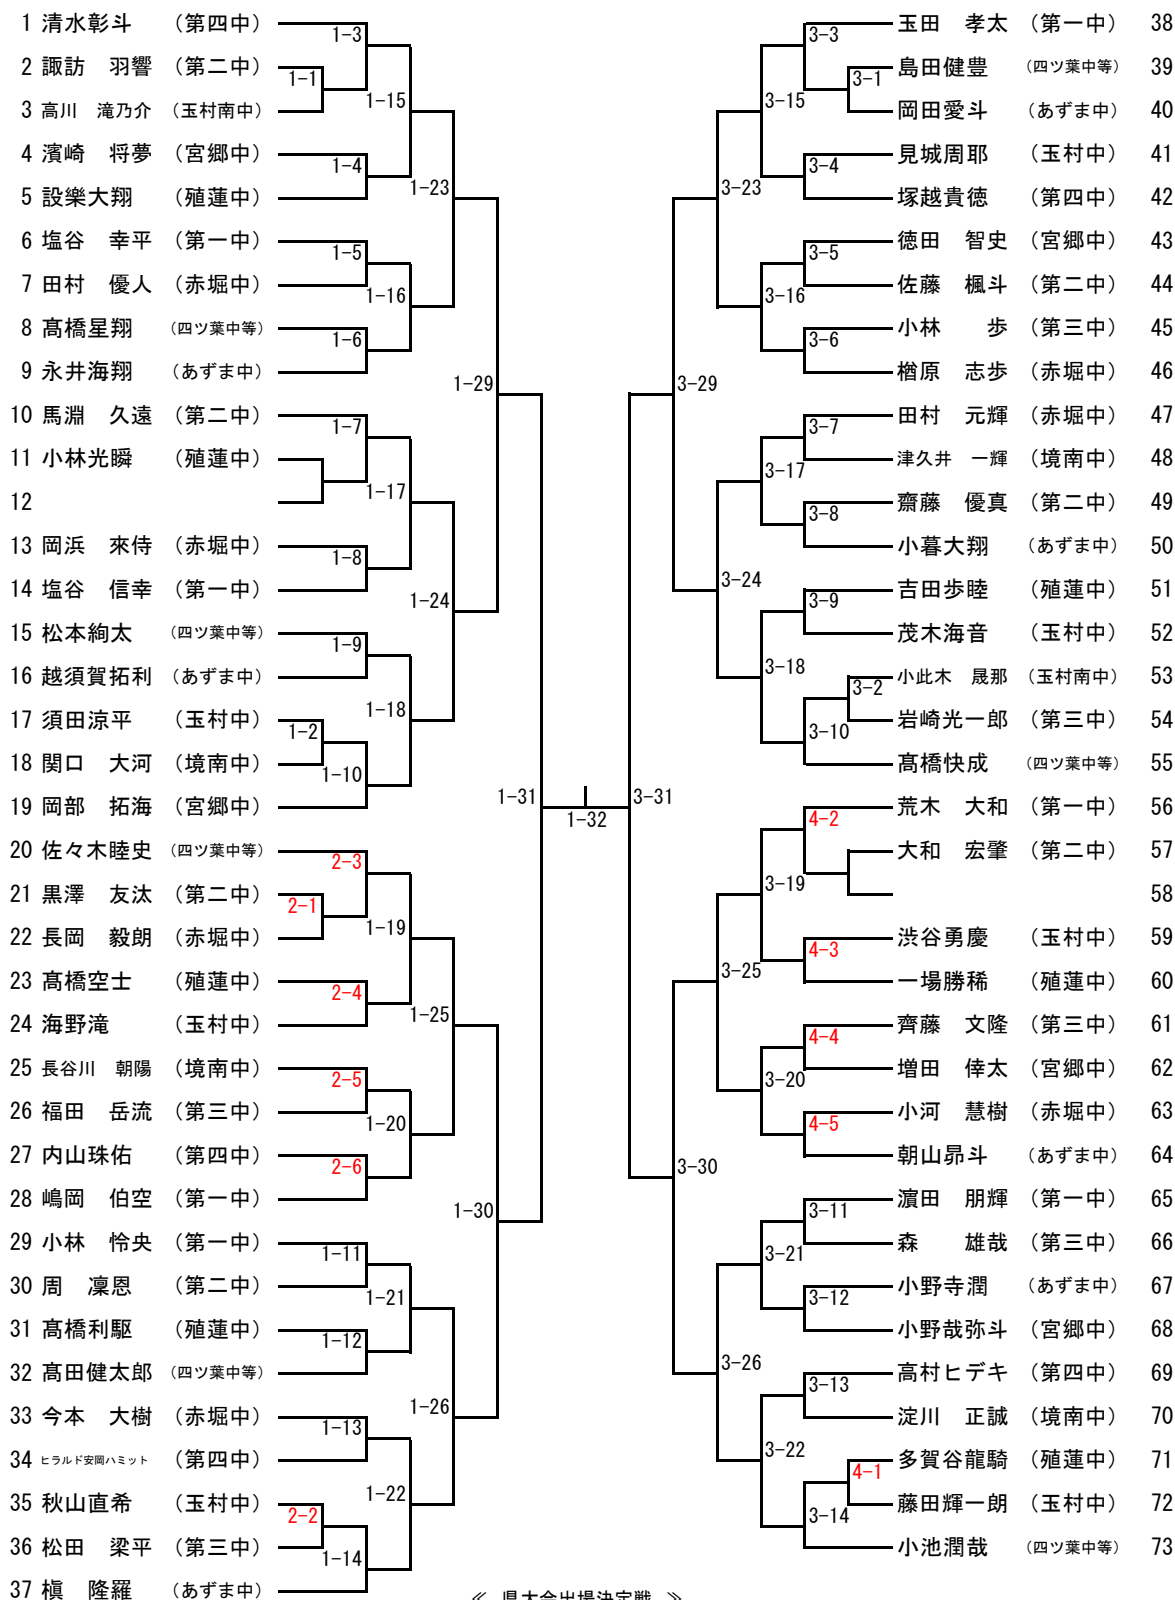 1 清水彰斗 （第四中）
2 諏訪　羽響 （第二中）
3 高川　滝乃介 （玉村南中）
4 濱崎　将夢 （宮郷中）
5 設樂大翔 （殖蓮中）
6 塩谷　幸平 （第一中）
7 田村　優人 （赤堀中）
8 髙橋星翔 （四ツ葉中等）
9 永井海翔 （あずま中）
10 馬淵　久遠 （第二中）
11 小林光瞬 （殖蓮中）
12
13 岡浜　來侍 （赤堀中）
14 塩谷　信幸 （第一中）
15 松本絢太 （四ツ葉中等）
16 越須賀拓利 （あずま中）
17 須田涼平 （玉村中）
18 関口　大河 （境南中）
19 岡部　拓海 （宮郷中）
20 佐々木睦史 （四ツ葉中等）
21 黒澤　友汰 （第二中）
22 長岡　毅朗 （赤堀中）
23 髙橋空士 （殖蓮中）
24 海野滝 （玉村中）
25 長谷川　朝陽 （境南中）
26 福田　岳流 （第三中）
27 内山珠佑 （第四中）
28 嶋岡　伯空 （第一中）
29 小林　怜央 （第一中）
30 周　凜恩 （第二中）
31 髙橋利駆 （殖蓮中）
32 髙田健太郎 （四ツ葉中等）
33 今本　大樹 （赤堀中）
34 ヒラルド安岡ハミット （第四中）
35 秋山直希 （玉村中）
36 松田　梁平 （第三中）
37 槇　隆羅 （あずま中）
1-3
1-1
1-15
1-4
1-23
1-5
1-16
1-6
1-29
1-7
1-17
1-8
1-24
1-9
1-18
1-2
1-10
1-31
2-3
2-1
1-19
2-4
1-25
2-5
1-20
2-6
1-30
1-11
1-21
1-12
1-26
1-13
1-22
2-2
1-14
1-32
3-3
3-1
3-15
3-4
3-23
3-5
3-16
3-6
3-29
3-7
3-17
3-8
3-24
3-9
3-18
3-2
3-10
3-31
4-2
3-19
4-3
3-25
4-4
3-20
4-5
3-30
3-11
3-21
3-12
3-26
3-13
3-22
4-1
3-14
玉田　孝太 （第一中） 38
島田健豊 （四ツ葉中等） 39
岡田愛斗 （あずま中） 40
見城周耶 （玉村中） 41
塚越貴徳 （第四中） 42
徳田　智史 （宮郷中） 43
佐藤　楓斗 （第二中） 44
小林　歩 （第三中） 45
楢原　志歩 （赤堀中） 46
田村　元輝 （赤堀中） 47
津久井　一輝 （境南中） 48
齋藤　優真 （第二中） 49
小暮大翔 （あずま中） 50
吉田歩睦 （殖蓮中） 51
茂木海音 （玉村中） 52
小此木　晟那 （玉村南中） 53
岩崎光一郎 （第三中） 54
髙橋快成 （四ツ葉中等） 55
荒木　大和 （第一中） 56
大和　宏肇 （第二中） 57
58
渋谷勇慶 （玉村中） 59
一場勝稀 （殖蓮中） 60
齊藤　文隆 （第三中） 61
増田　倖太 （宮郷中） 62
小河　慧樹 （赤堀中） 63
朝山昴斗 （あずま中） 64
濵田　朋輝 （第一中） 65
森　雄哉 （第三中） 66
小野寺潤 （あずま中） 67
小野哉弥斗 （宮郷中） 68
高村ヒデキ （第四中） 69
淀川　正誠 （境南中） 70
多賀谷龍騎 （殖蓮中） 71
藤田輝一朗 （玉村中） 72
小池潤哉 （四ツ葉中等） 73
≪　県大会出場決定戦　≫